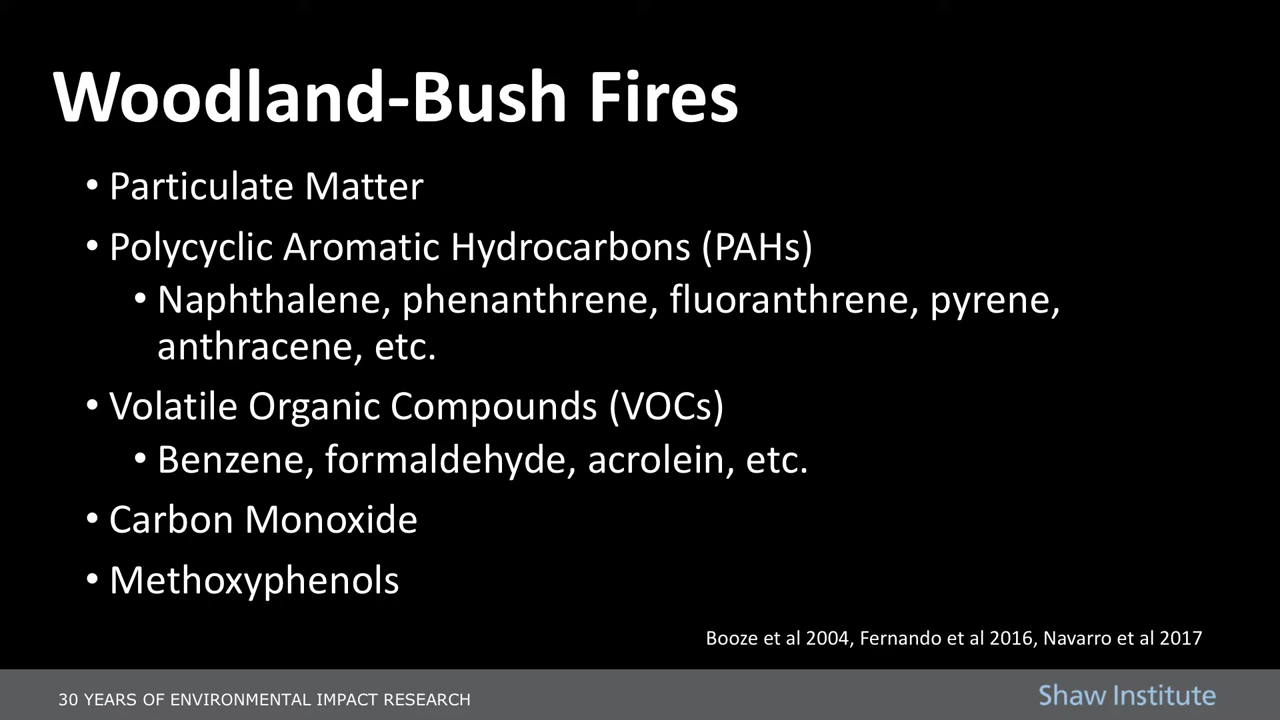 Woodland-Bush Fires
• Particulate Matter
• Polycyclic Aromatic Hydrocarbons (PAHs)
• Naphthalene, phenanthrene, fluoranthrene, pyrene,
anthracene, etc.
• Volatile Organic Compounds (VOCs)
• Benzene, formaldehyde, acrolein, etc.
• Carbon Monoxide
• Methoxyphenols
Booze et al 2004, Fernando et al 2016, Navarro et al 2017
30 YEARS OF ENVIRONMENTAL IMPACT RESEARCH
Shaw Institute